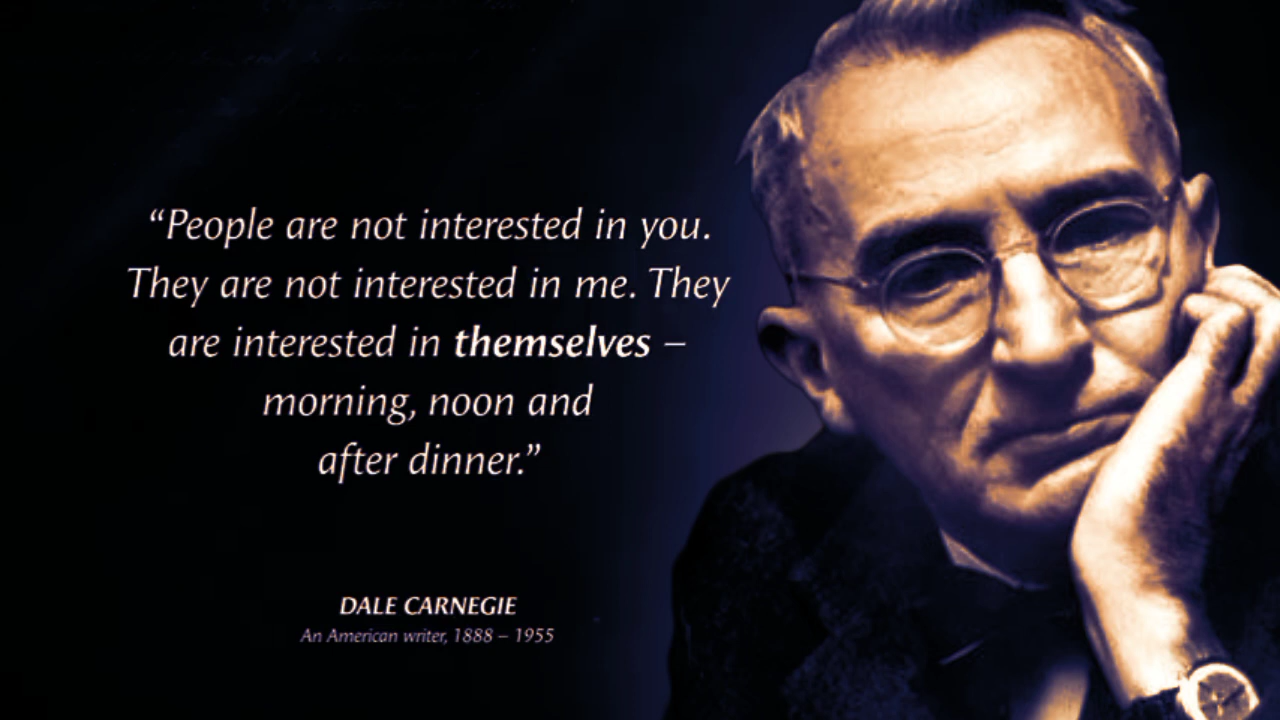 “People are not interested in you.
They are not interested in me. They
are interested in themselves –
morning, noon and
after dinner.”
DALE CARNEGIE
An American writer, 1888 – 1955